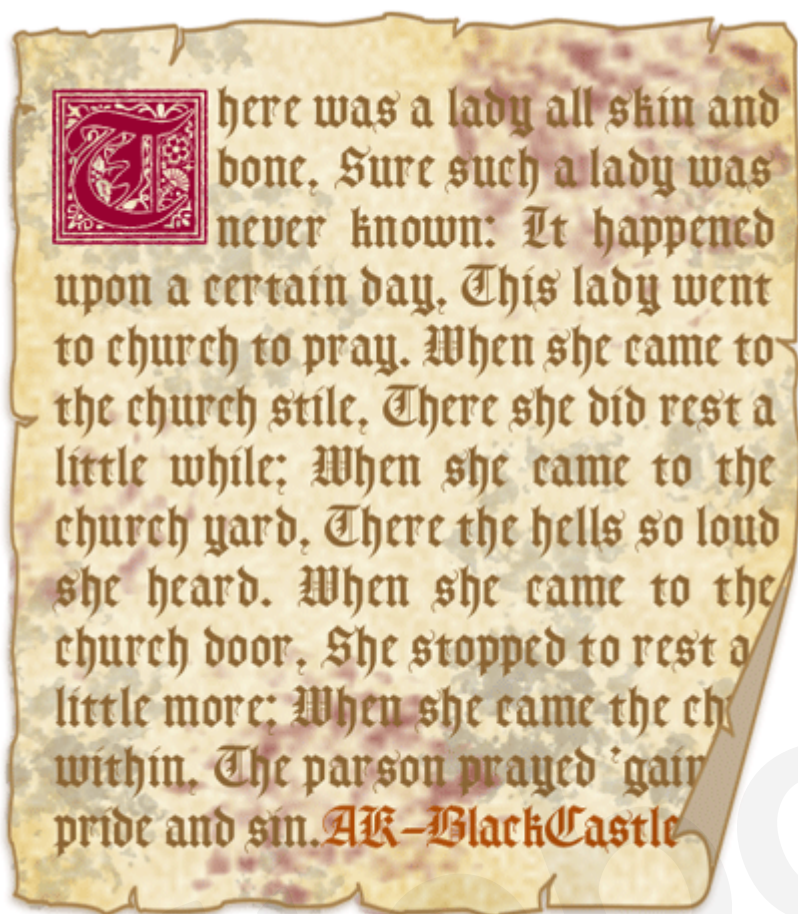 There was a lady all skin and
bone, Sure such a lady was
never known: It happened
upon a certain day, This lady went
to church to pray. When she came to
the church stile, There she did rest a
little while; When she came to the
church yard, There the hells so loud
she heard. When she came to the
church door, She stopped to rest a
little more; When she came the ch
within, The parson prayed 'gain
pride and sin. AK-BlackCastle